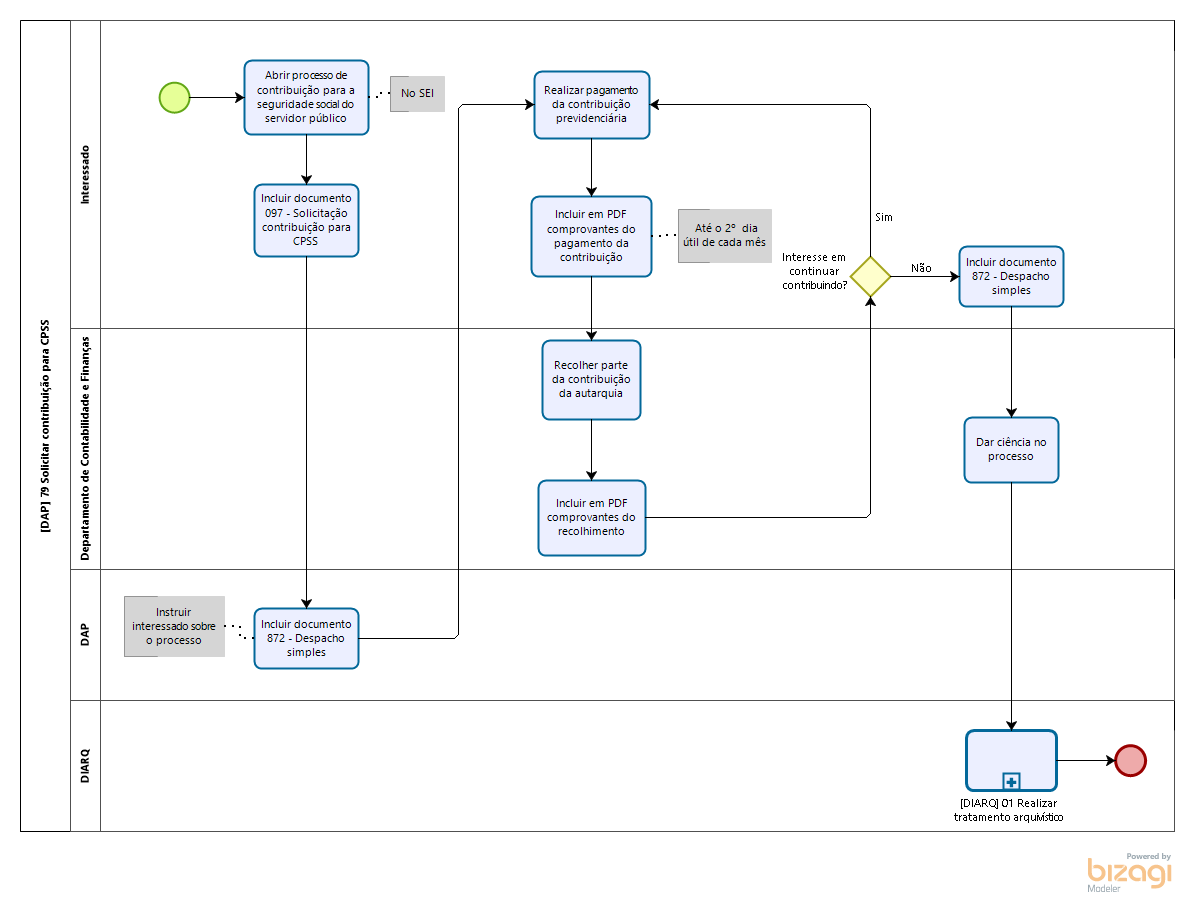 [DAP] 79 Solicitar contribuição para CPSS
Interessado
Abrir processo de
contribuição para a
seguridade social do
servidor público
No SEI
Incluir documento
097 - Solicitação
contribuição para
CPSS
Realizar pagamento
da contribuição
previdenciária
Incluir em PDF
comprovantes do
pagamento da
contribuição
Até o 2º dia
útil de cada mês
Interesse em
continuar
contribuindo?
Sim
Não
Incluir documento
872 - Despacho
simples
Departamento de Contabilidade e Finanças
Recolher parte
da contribuição
da autarquia
Incluir em PDF
comprovantes do
recolhimento
Dar ciência no
processo
DAP
Instruir
interessado sobre
o processo
Incluir documento
872 - Despacho
simples
DIARQ
[DIARQ] 01 Realizar
tratamento arquivístico
Powered by
bizagi
Modeler